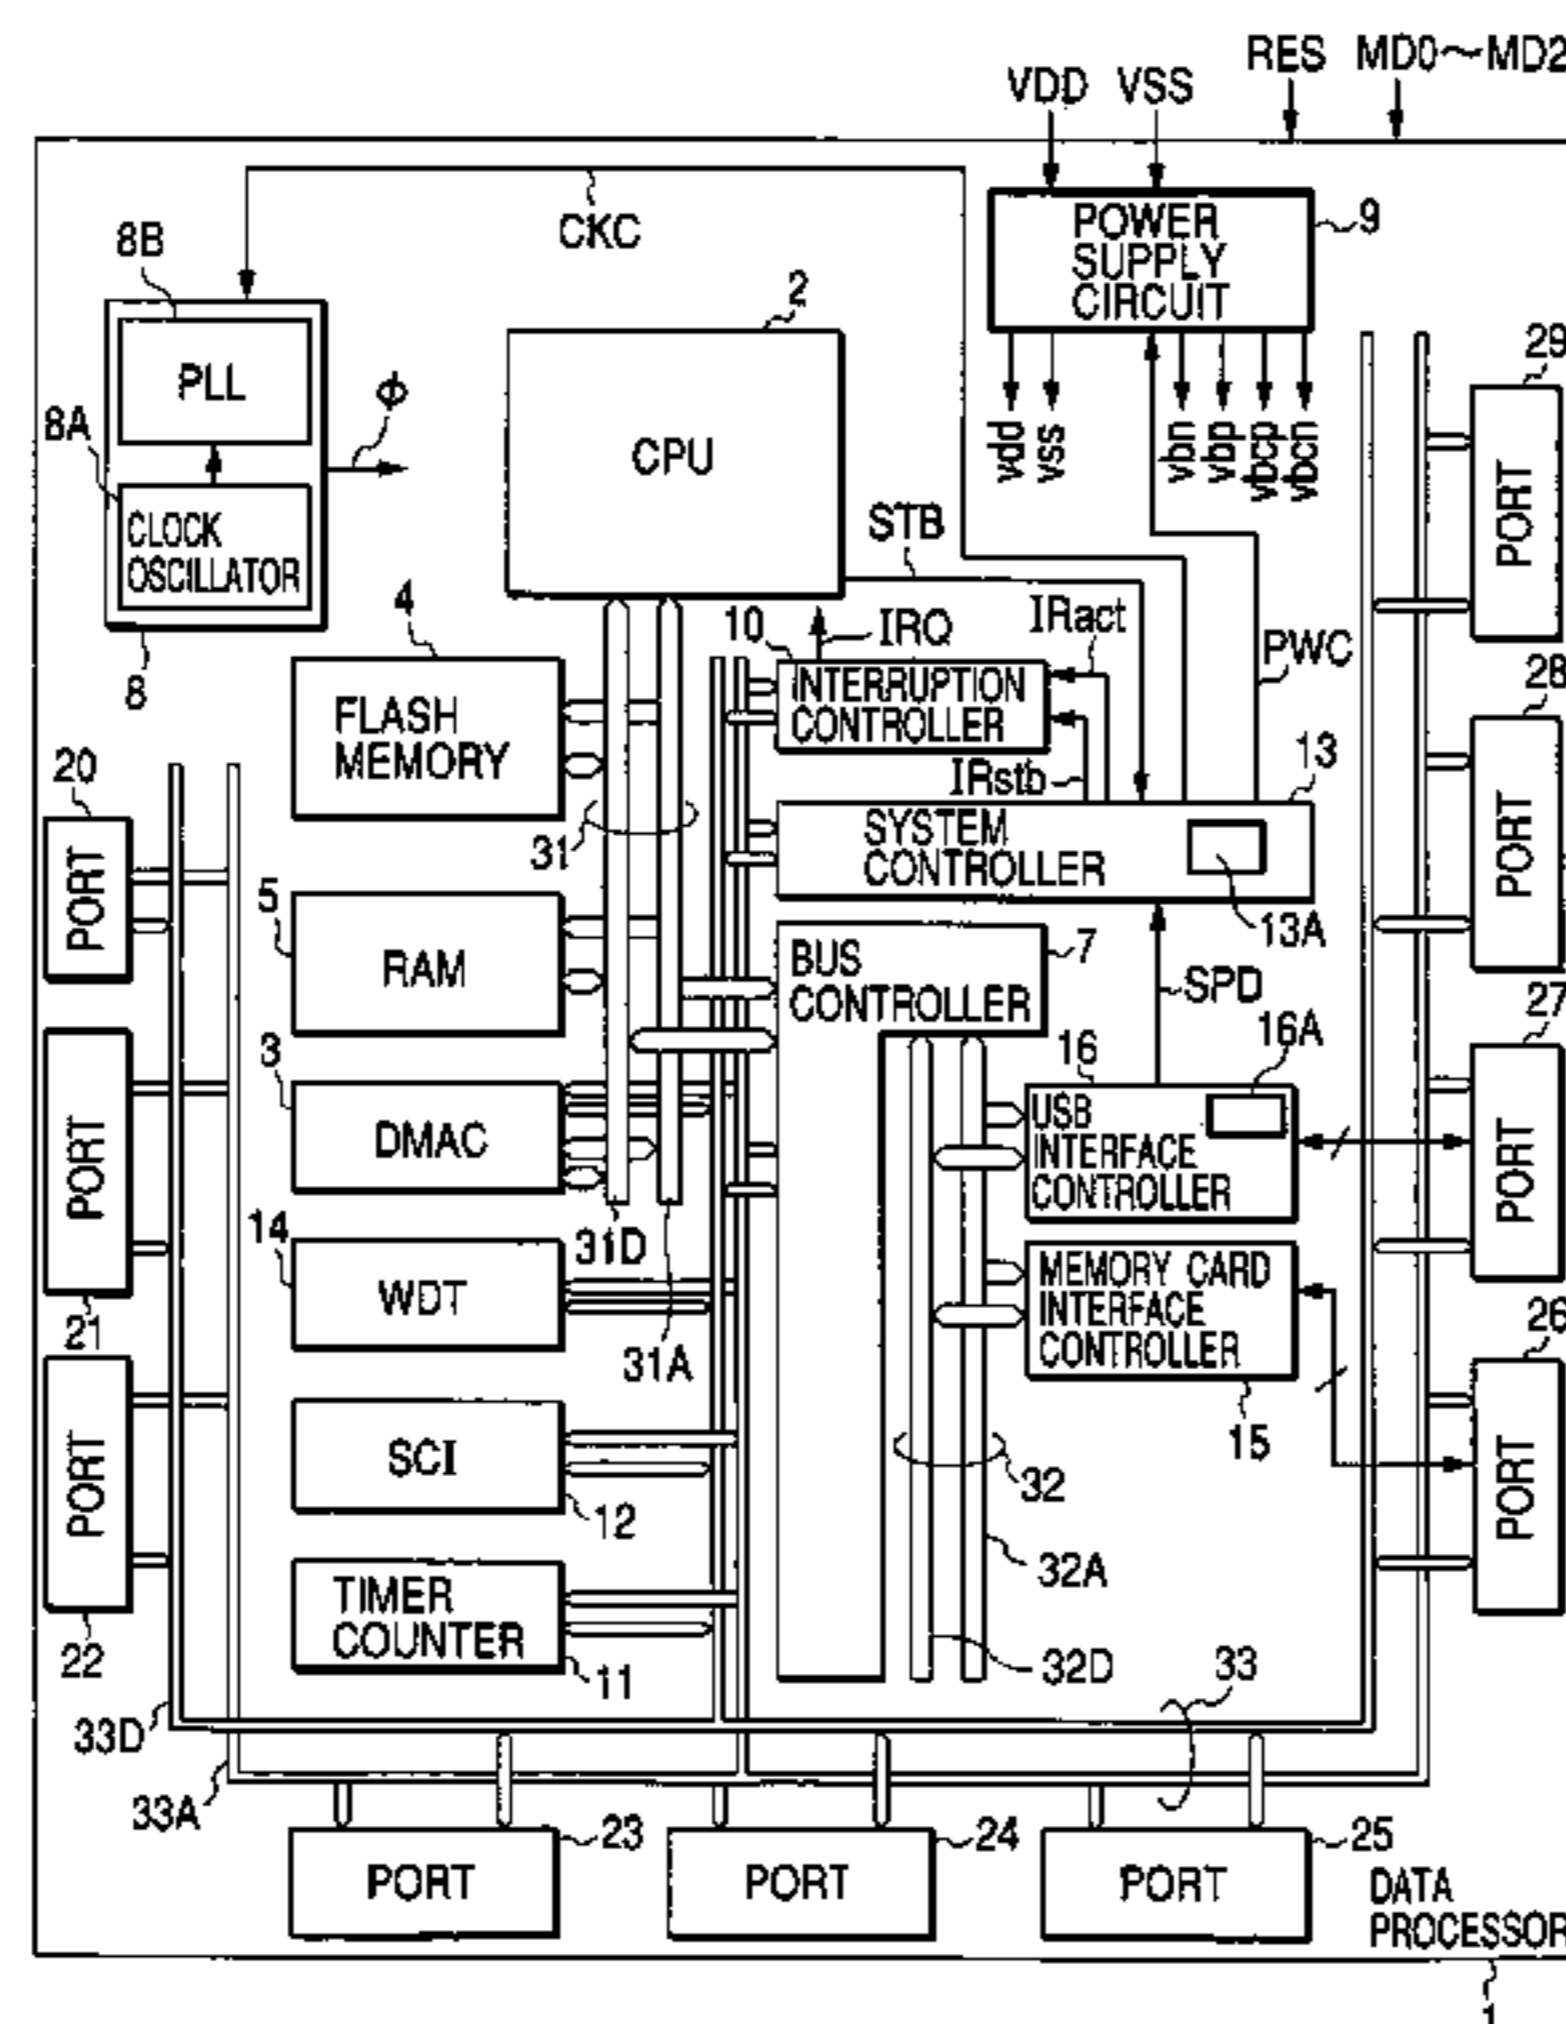 RES MD0～MD2
VDD VSS
CKC
POWER
SUPPLY
CIRCUIT
9
8B
2
PLL
ϕ
8A
CPU
CLOCK
OSCILLATOR
8
vdd
vss
vbn
vbp
vbcp
vbcn
29
PORT
STB
4
10
IRQ
IRact
PWC
FLASH
MEMORY
INTERRUPTION
CONTROLLER
28
PORT
IRstb
13
20
PORT
31
SYSTEM
CONTROLLER
13A
5
RAM
BUS
CONTROLLER
7
SPD
27
PORT
3
DMAC
16
16A
USB
INTERFACE
CONTROLLER
PORT
21
14
WDT
31D
31A
MEMORY CARD
INTERFACE
CONTROLLER
15
26
PORT
PORT
22
SCI
12
32
32A
TIMER
COUNTER
11
32D
33
33D
33A
23
PORT
24
PORT
25
PORT
DATA
PROCESSOR
1